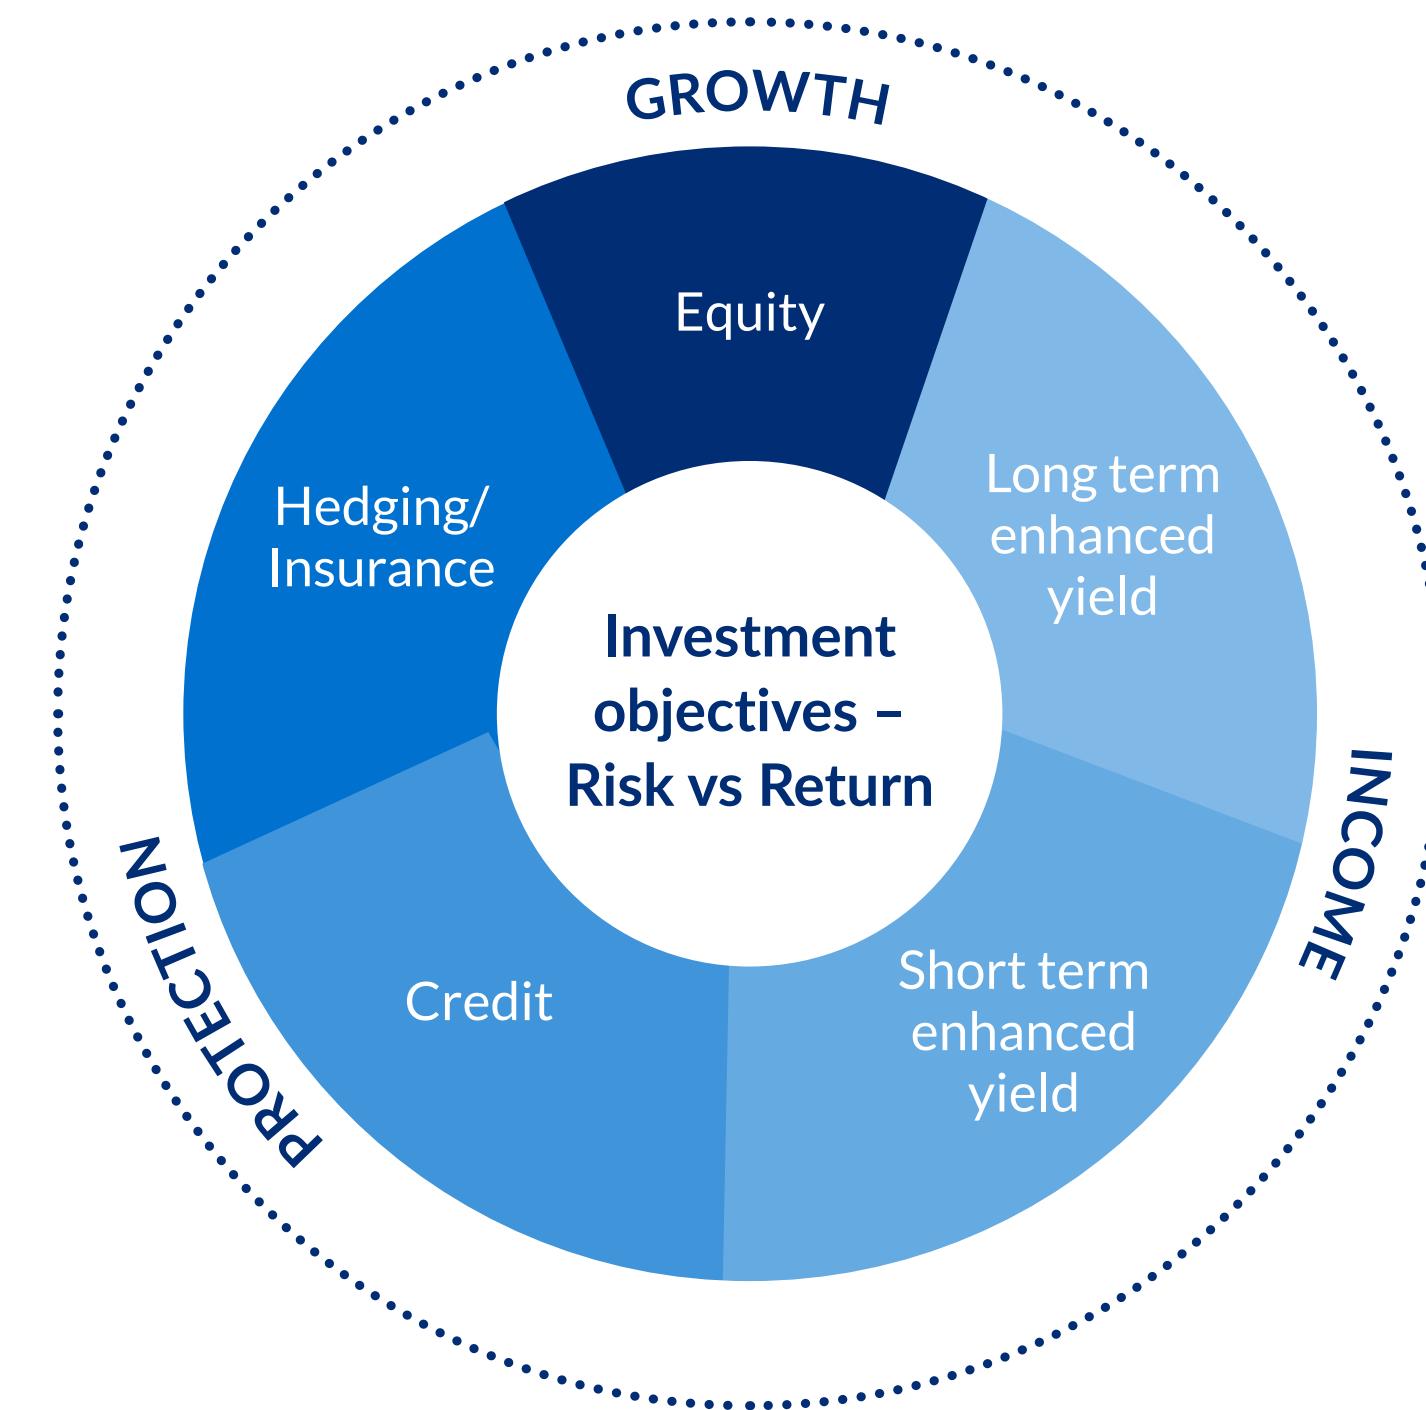 GROWTH
Equity
Long term
enhanced
yield
Hedging/
Insurance
Investment
objectives –
Risk vs Return
INCOME
PROTECTION
Credit
Short term
enhanced
yield